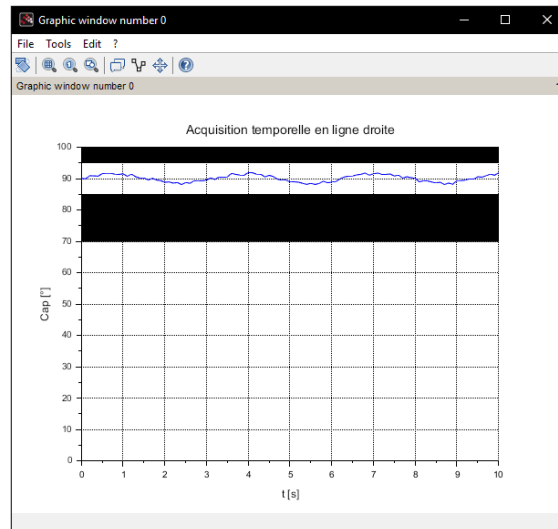 Graphic window number 0
File Tools Edit ?
Graphic window number 0
Acquisition temporelle en ligne droite
100
90
80
70
60
50
40
30
20
10
0
Cap [°]
0 1 2 3 4 5 6 7 8 9 10
t [s]